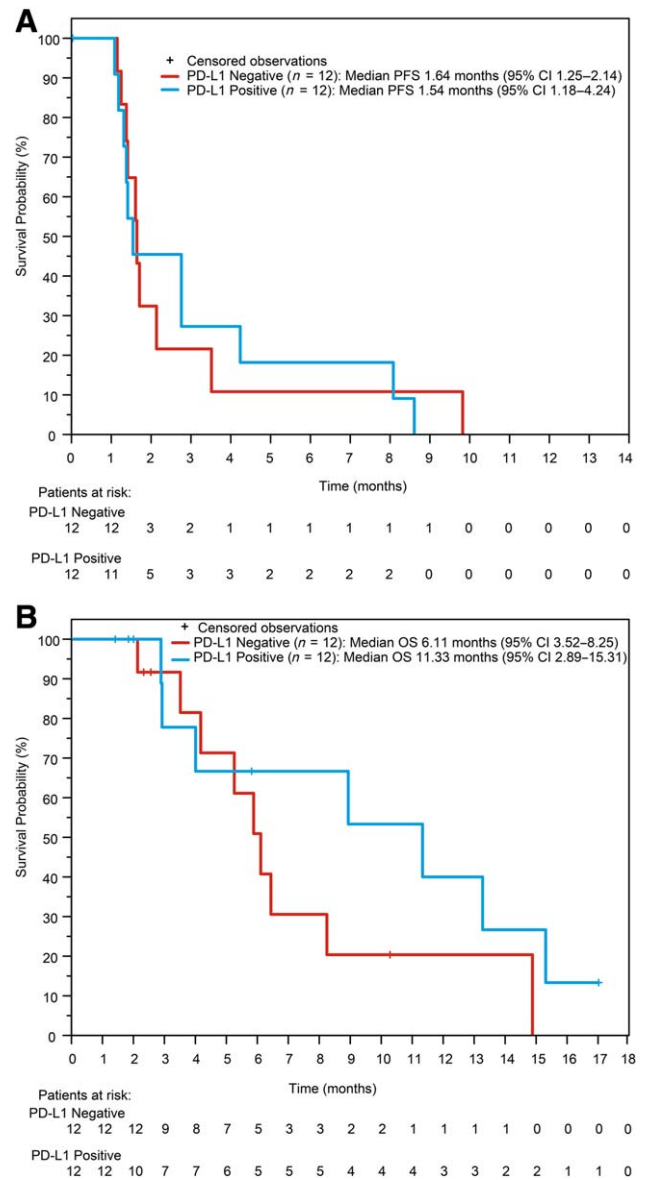 A
100
90
80
70
60
50
40
30
20
10
0
Survival Probability (%)
+ Censored observations
PD-L1 Negative (n = 12): Median PFS 1.64 months (95% CI 1.25–2.14)
PD-L1 Positive (n = 12): Median PFS 1.54 months (95% CI 1.18–4.24)
0 1 2 3 4 5 6 7 8 9 10 11 12 13 14
Time (months)
Patients at risk:
PD-L1 Negative
12 12 3 2 1 1 1 1 1 1 0 0 0 0 0
PD-L1 Positive
12 11 5 3 3 2 2 2 2 0 0 0 0 0 0
B
100
90
80
70
60
50
40
30
20
10
0
Survival Probability (%)
+ Censored observations
PD-L1 Negative (n = 12): Median OS 6.11 months (95% CI 3.52–8.25)
PD-L1 Positive (n = 12): Median OS 11.33 months (95% CI 2.89–15.31)
0 1 2 3 4 5 6 7 8 9 10 11 12 13 14 15 16 17 18
Time (months)
Patients at risk:
PD-L1 Negative
12 12 12 9 8 7 5 3 3 2 2 1 1 1 1 0 0 0 0
PD-L1 Positive
12 12 10 7 7 6 5 5 5 4 4 4 3 3 2 2 1 1 0